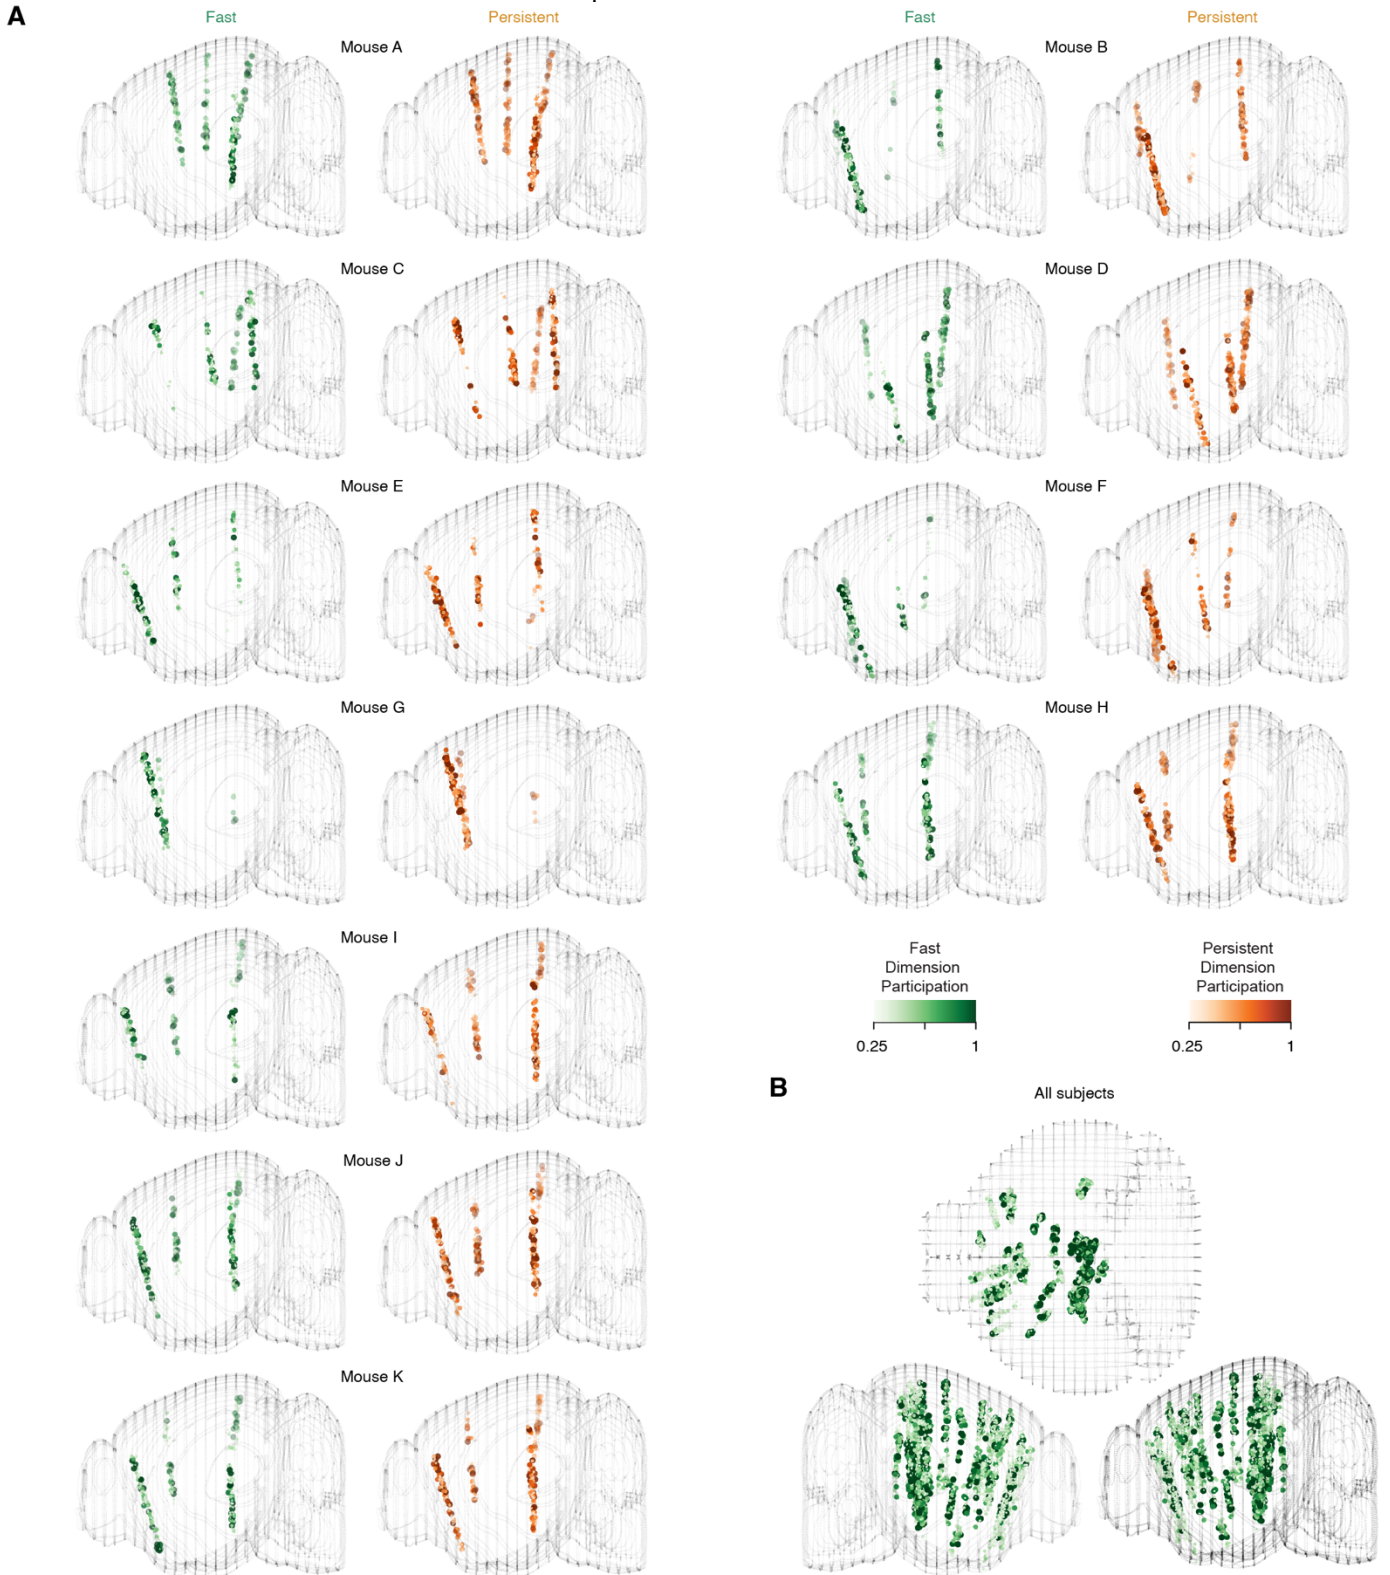 A
Fast
Persistent
Fast
Persistent
Mouse A
Mouse B
Mouse C
Mouse D
Mouse E
Mouse F
Mouse G
Mouse H
Mouse I
Fast
Dimension
Participation
0.25
1
Persistent
Dimension
Participation
0.25
1
Mouse J
Mouse K
B
All subjects